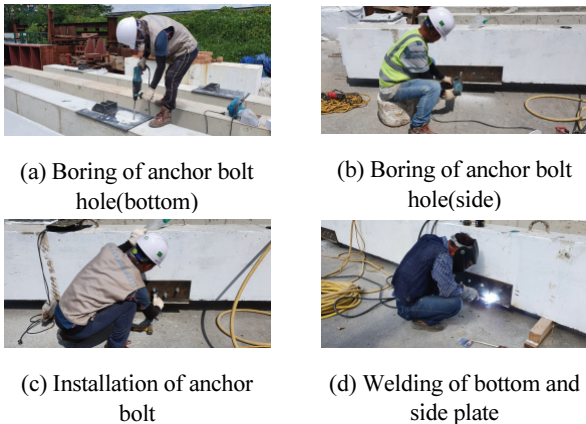 (a) Boring of anchor bolt
hole(bottom)
(b) Boring of anchor bolt
hole(side)
(c) Installation of anchor
bolt
(d) Welding of bottom and
side plate